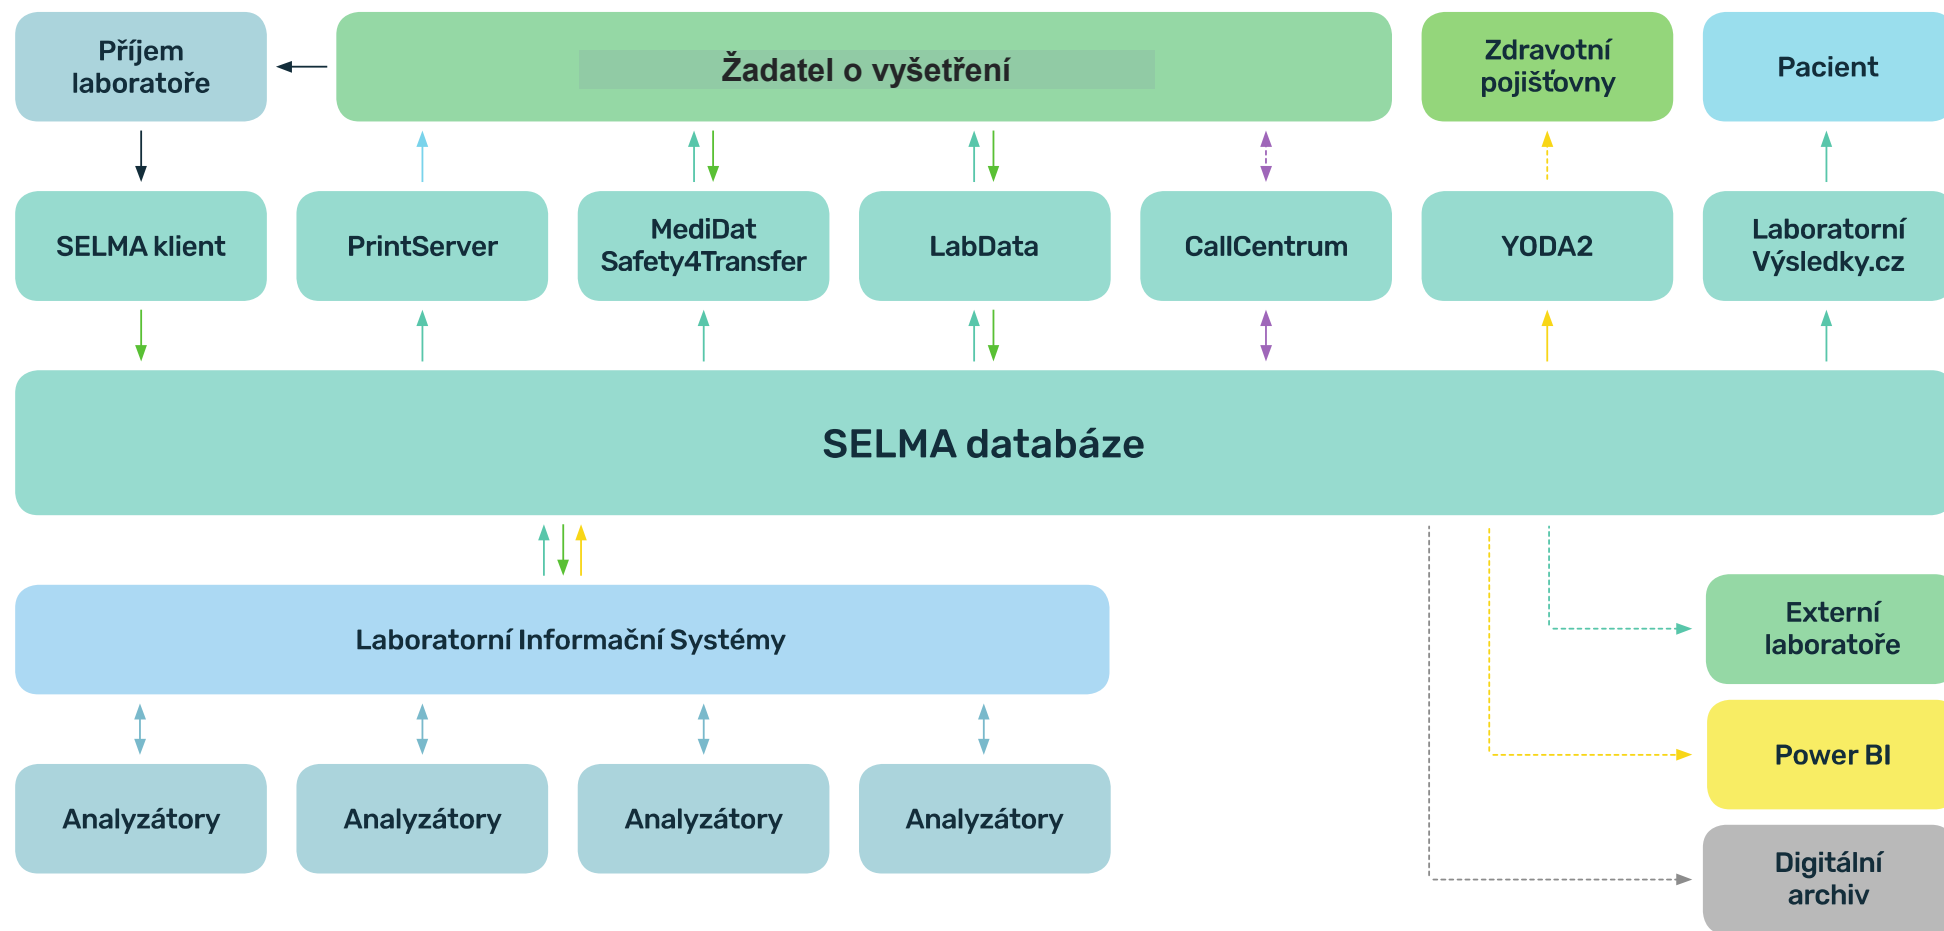 Příjem
laboratoře
Žadatel o vyšetření
Zdravotní
pojišťovny
Pacient
SELMA klient
PrintServer
MediDat
Safety4Transfer
LabData
CallCentrum
YODA2
Laboratorní
Výsledky.cz
SELMA databáze
Laboratorní Informační Systémy
Externí
laboratoře
Power BI
Analyzátory
Analyzátory
Analyzátory
Analyzátory
Digitální
archiv